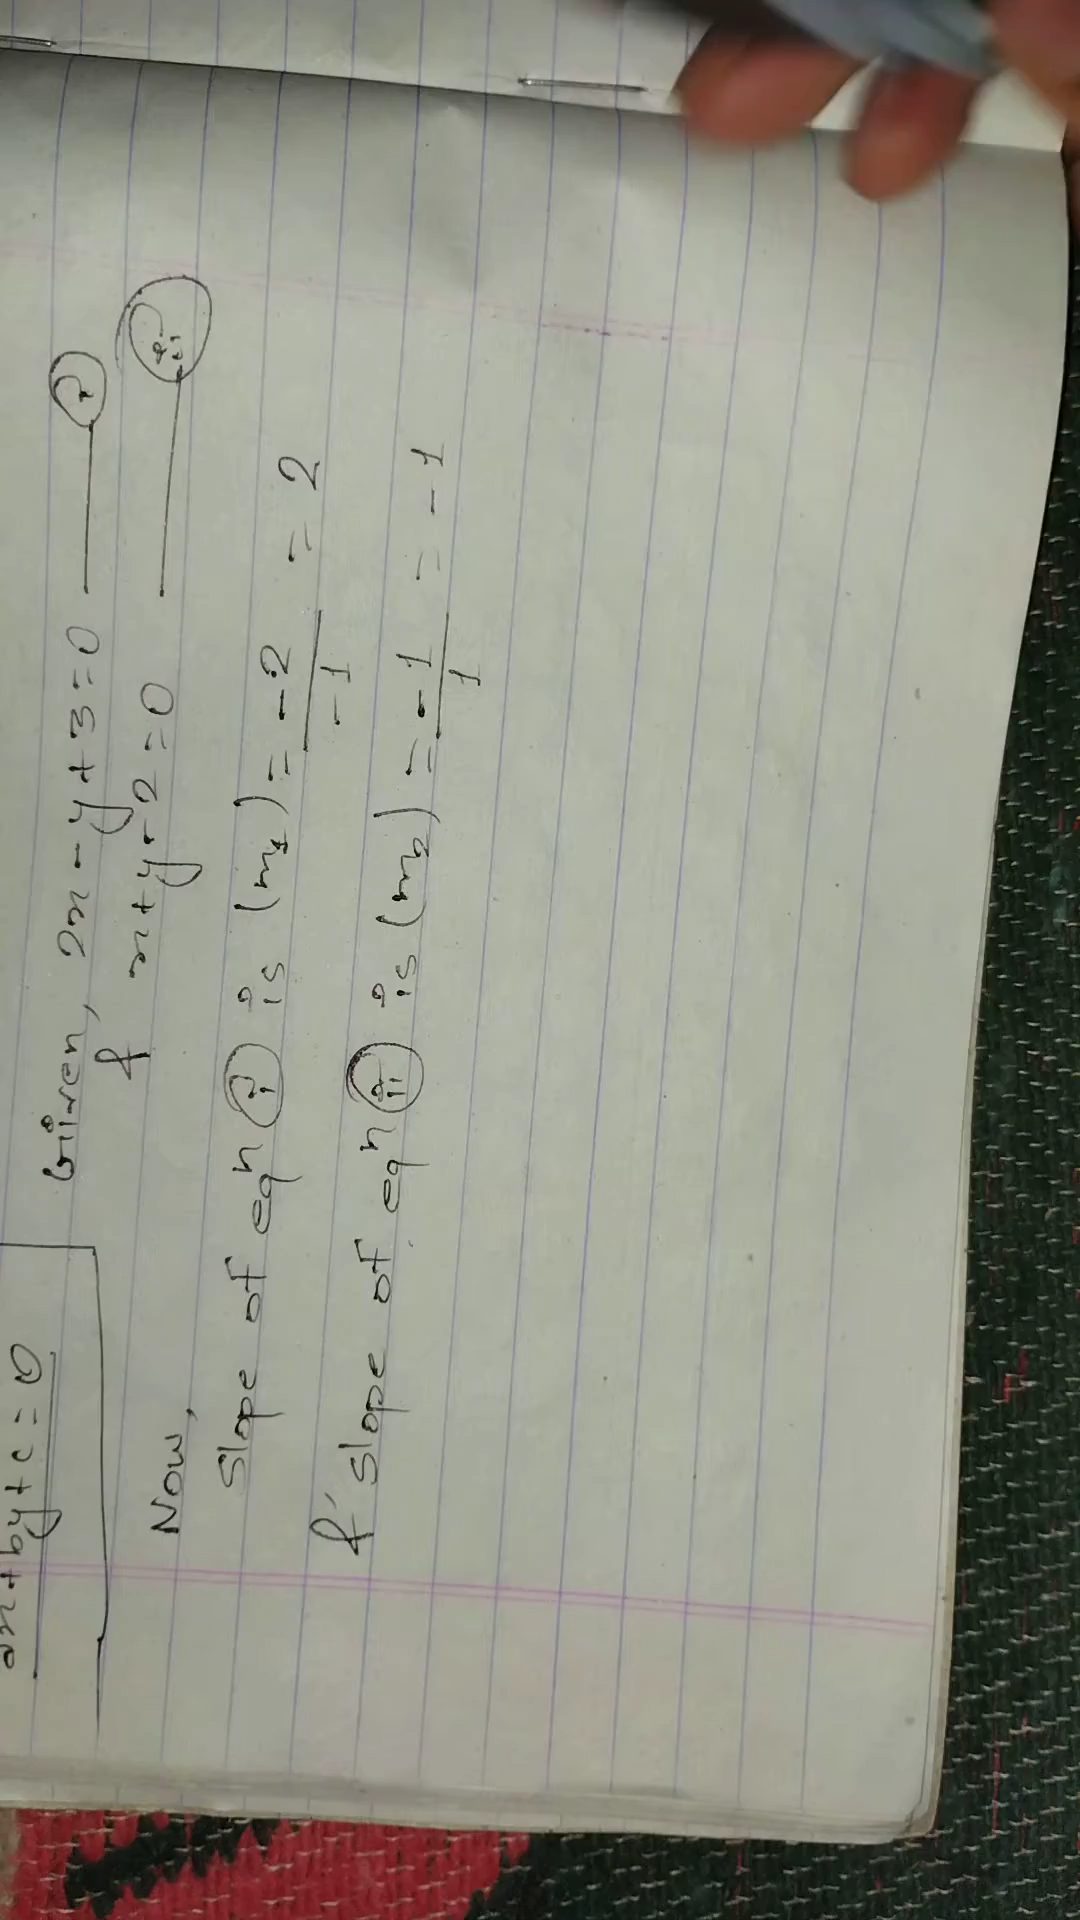 ax+by+c=0
Given, 2x-y+3=0 — (i)
& x+y-2=0 — (ii)
Now,
Slope of eqn (i) is (m1) = -2/-1 = 2
& Slope of eqn (ii) is (m2) = -1/1 = -1